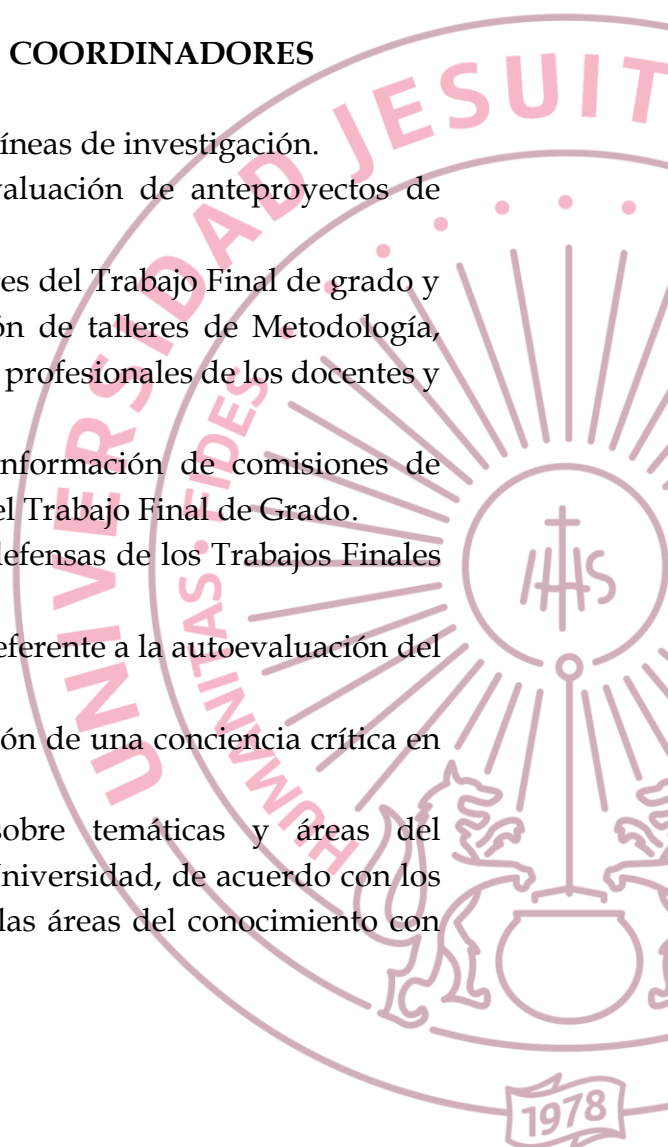 COORDINADORES
íneas de investigación.
valuación de anteproyectos de
es del Trabajo Final de grado y
ón de talleres de Metodología,
profesionales de los docentes y
nformación de comisiones de
el Trabajo Final de Grado.
defensas de los Trabajos Finales
eferente a la autoevaluación del
ión de una conciencia crítica en
sobre temáticas y áreas del
Universidad, de acuerdo con los
las áreas del conocimiento con
UNIVERSIDAD JESUIT
HUMANITAS • FIDES •
IHS
1978